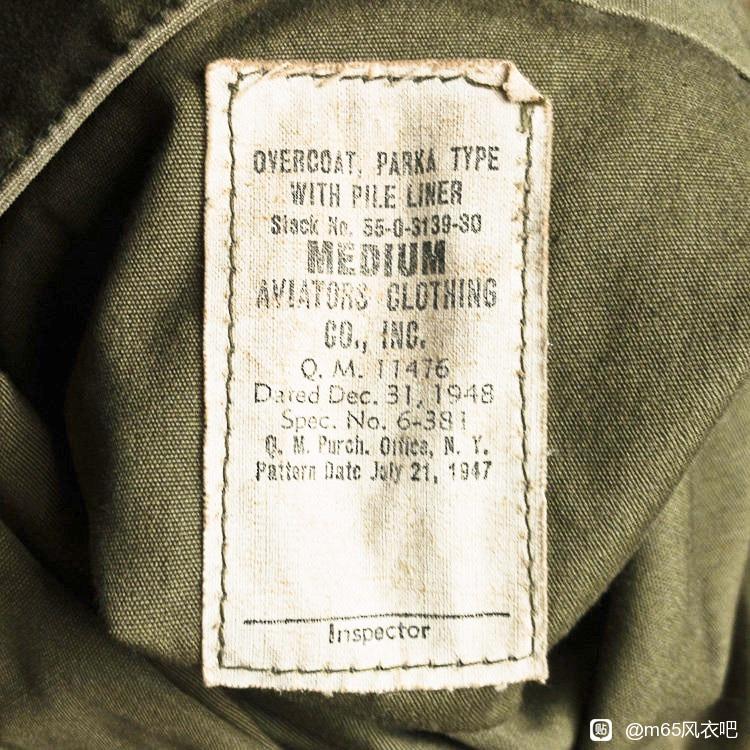 OVERCOAT, PARKA TYPE
WITH PILE LINER
Stock No. 55-O-3139-30
MEDIUM
AVIATORS CLOTHING
CO., INC.
Q. M. 11476
Dated Dec. 31, 1948
Spec. No. 6-381
Q. M. Purch. Office, N. Y.
Pattern Date July 21, 1947
Inspector
贴 @m65风衣吧